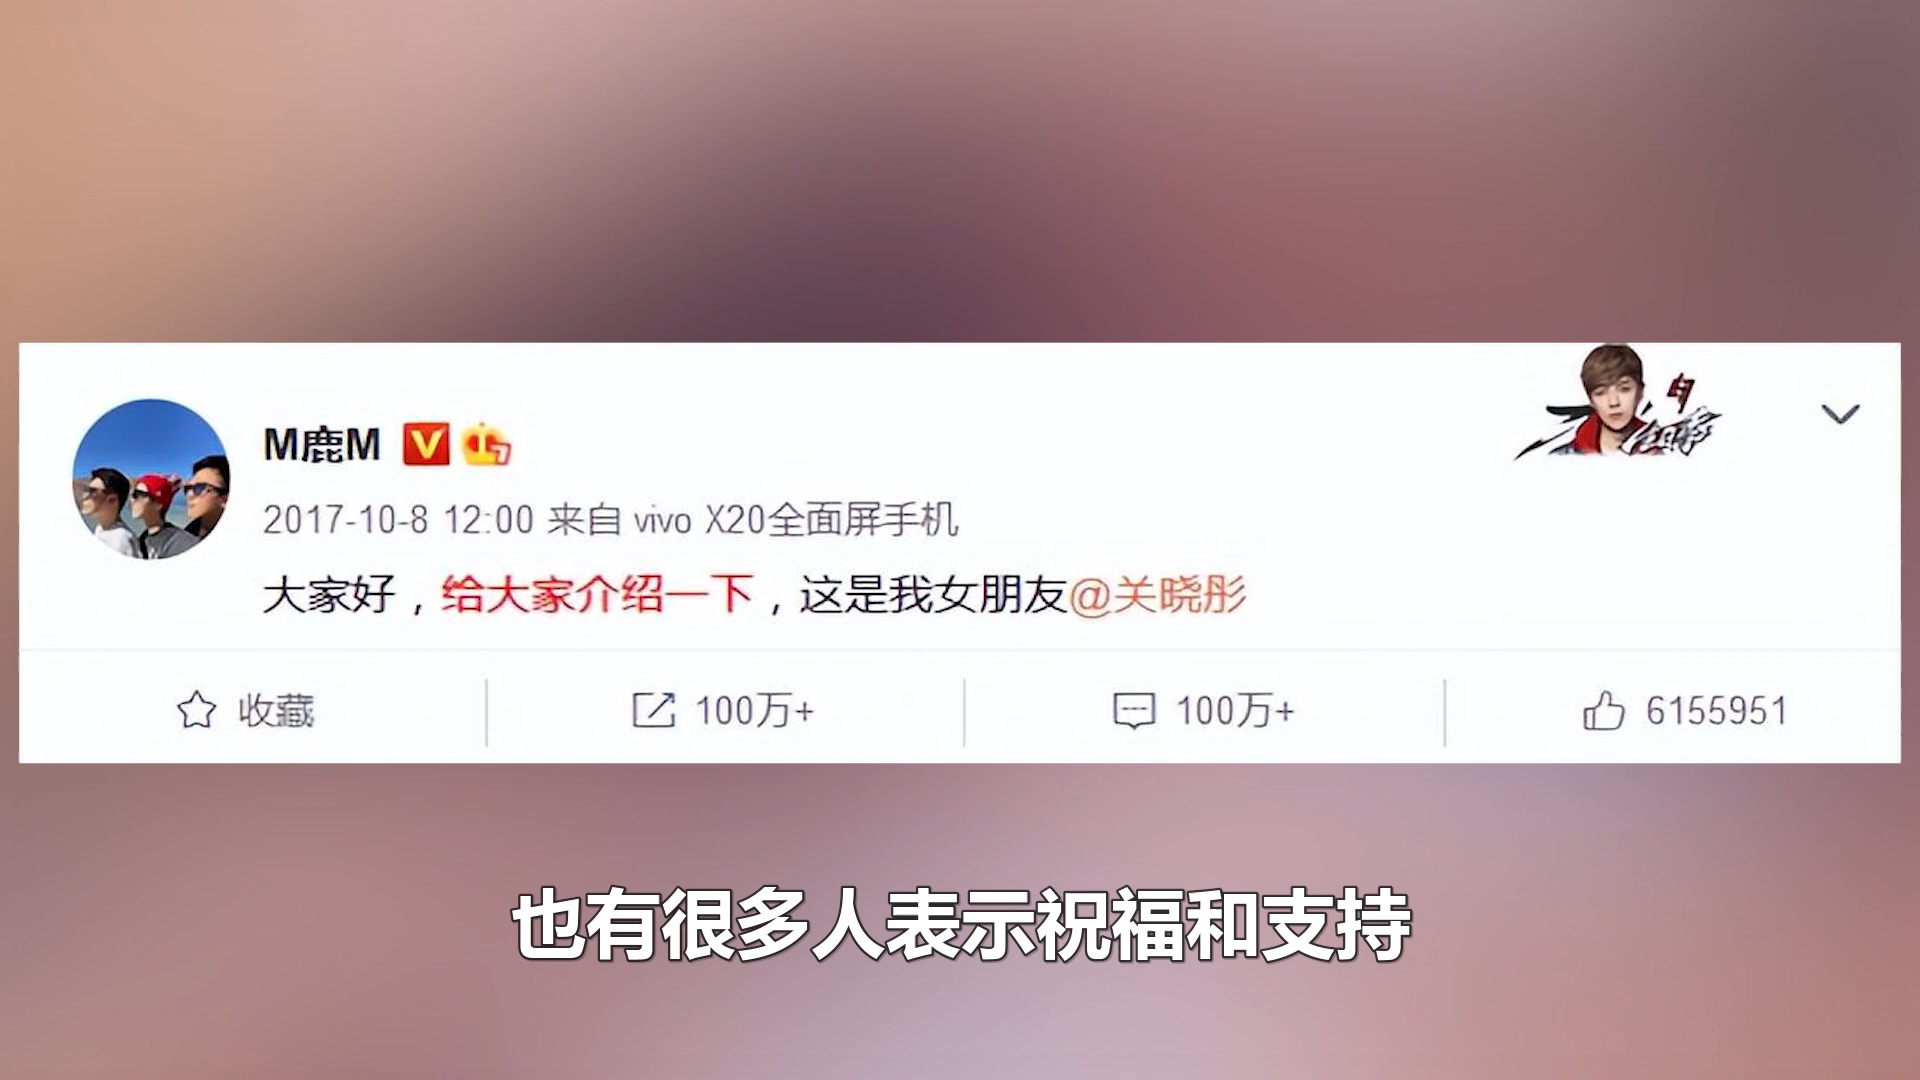 M鹿M
2017-10-8 12:00 来自 vivo X20全面屏手机
大家好，给大家介绍一下，这是我女朋友@关晓彤
收藏 100万+ 100万+ 6155951
也有很多人表示祝福和支持